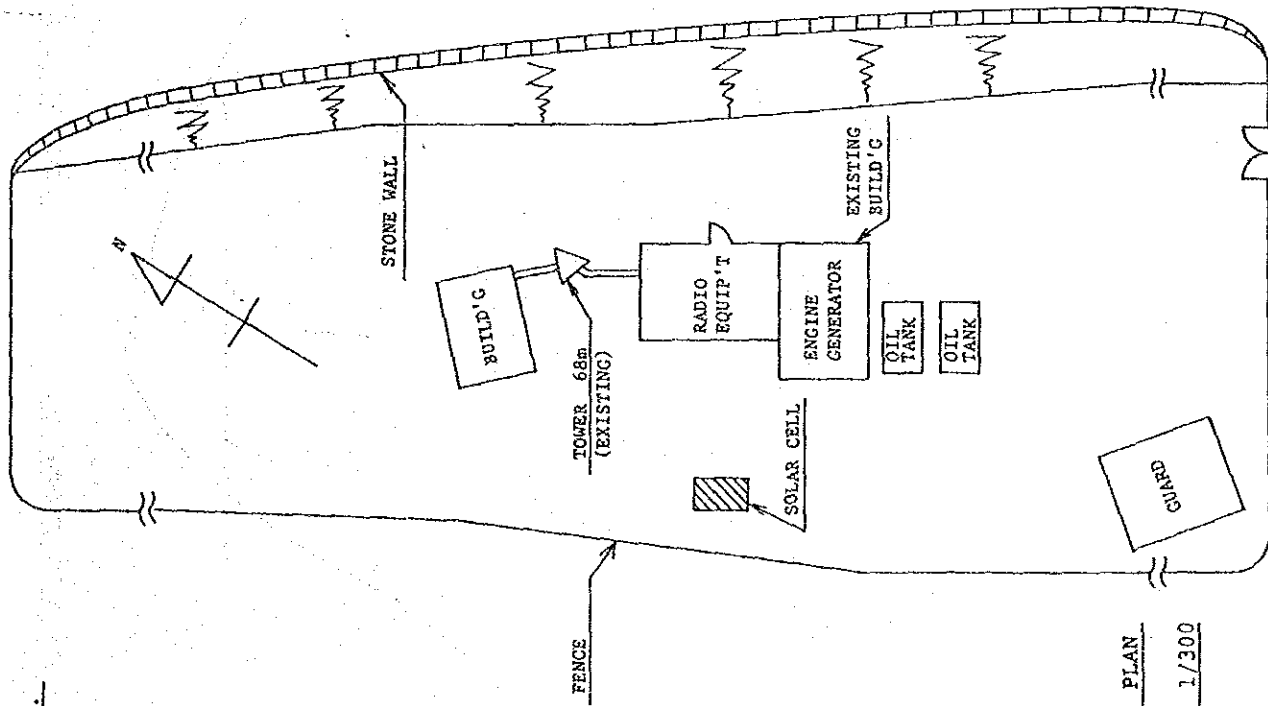 N
STONE WALL
EXISTING
BUILD'G
BUILD'G
TOWER 68m
(EXISTING)
RADIO
EQUIP'T
ENGINE
GENERATOR
OIL
TANK
OIL
TANK
SOLAR CELL
GUARD
FENCE
PLAN
1/300